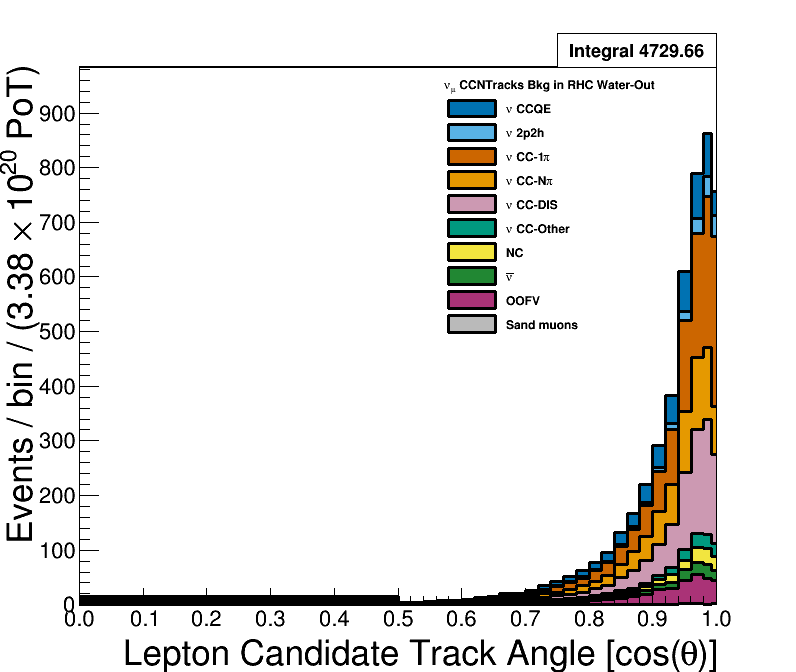 Integral 4729.66
ν_μ CCNTracks Bkg in RHC Water-Out
ν CCQE
ν 2p2h
ν CC-1π
ν CC-Nπ
ν CC-DIS
ν CC-Other
NC
ν̅
OOFV
Sand muons
Events / bin / (3.38 × 10²⁰ PoT)
900
800
700
600
500
400
300
200
100
0
0.0 0.1 0.2 0.3 0.4 0.5 0.6 0.7 0.8 0.9 1.0
Lepton Candidate Track Angle [cos(θ)]